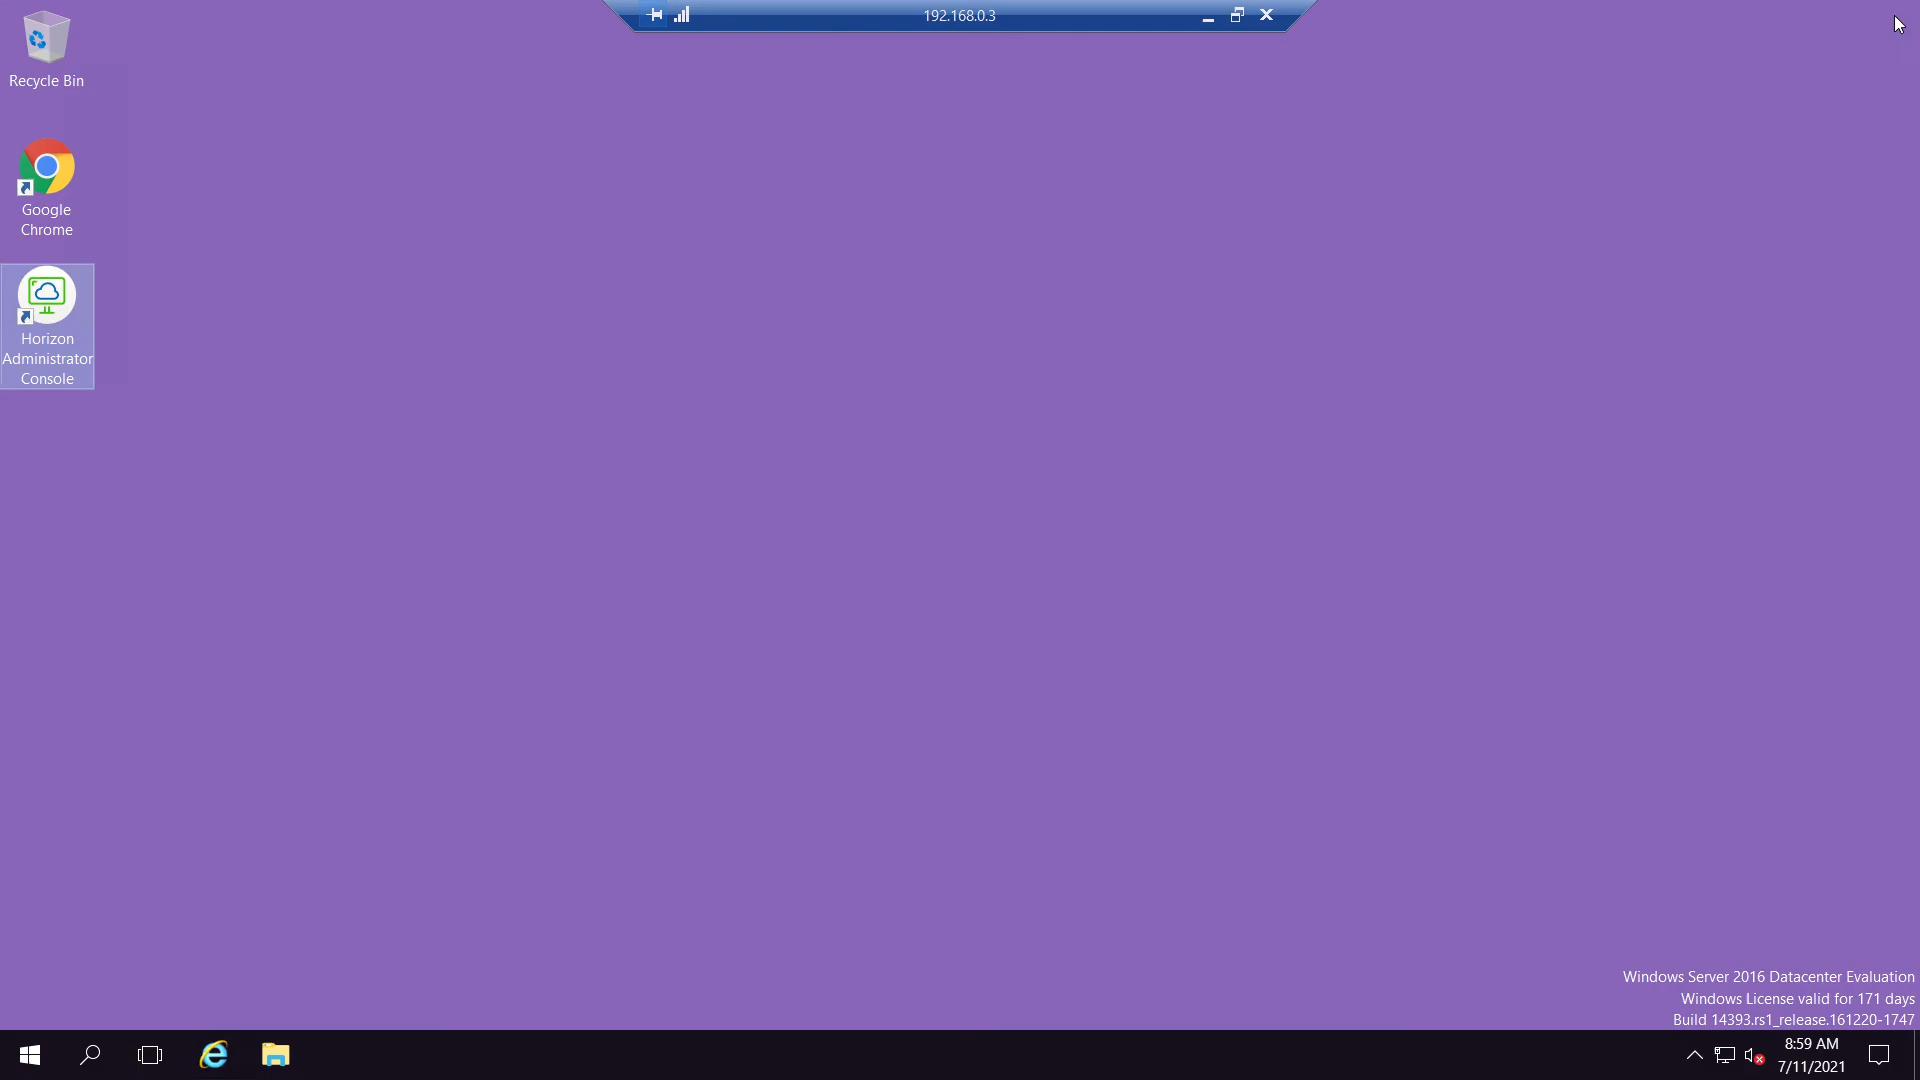 192.168.0.3
Recycle Bin
Google
Chrome
Horizon
Administrator
Console
Windows Server 2016 Datacenter Evaluation
Windows License valid for 171 days
Build 14393.rs1_release.161220-1747
8:59 AM
7/11/2021